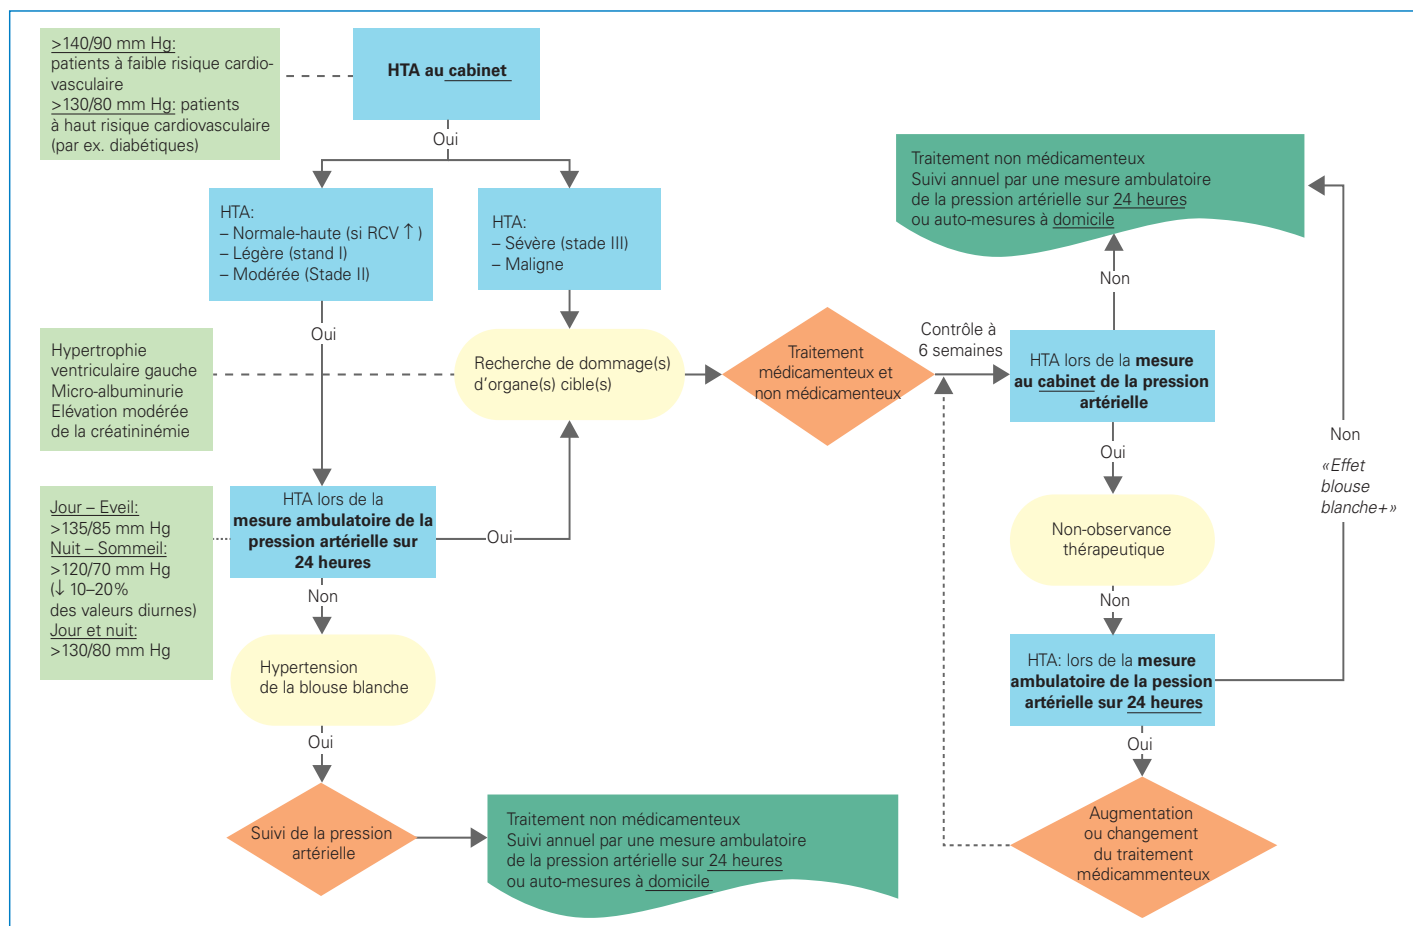 >140/90 mm Hg:
patients à faible risque cardio-
vasculaire
>130/80 mm Hg: patients
à haut risque cardiovasculaire
(par ex. diabétiques)
HTA au cabinet
Oui
HTA:
– Normale-haute (si RCV ↑)
– Légère (stand I)
– Modérée (Stade II)
HTA:
– Sévère (stade III)
– Maligne
Oui
Hypertrophie
ventriculaire gauche
Micro-albuminurie
Elévation modérée
de la créatininémie
Recherche de dommage(s)
d'organe(s) cible(s)
Traitement
médicamenteux et
non médicamenteux
Contrôle à
6 semaines
Traitement non médicamenteux
Suivi annuel par une mesure ambulatoire
de la pression artérielle sur 24 heures
ou auto-mesures à domicile
Non
HTA lors de la mesure
au cabinet de la pression
artérielle
Oui
Non
«Effet
blouse
blanche+»
Non-observance
thérapeutique
Non
HTA: lors de la mesure
ambulatoire de la pession
artérielle sur 24 heures
Oui
Augmentation
ou changement
du traitement
médicammenteux
Jour – Eveil:
>135/85 mm Hg
Nuit – Sommeil:
>120/70 mm Hg
(↓ 10–20%
des valeurs diurnes)
Jour et nuit:
>130/80 mm Hg
HTA lors de la
mesure ambulatoire de la
pression artérielle sur
24 heures
Oui
Non
Hypertension
de la blouse blanche
Oui
Suivi de la pression
artérielle
Traitement non médicamenteux
Suivi annuel par une mesure ambulatoire
de la pression artérielle sur 24 heures
ou auto-mesures à domicile